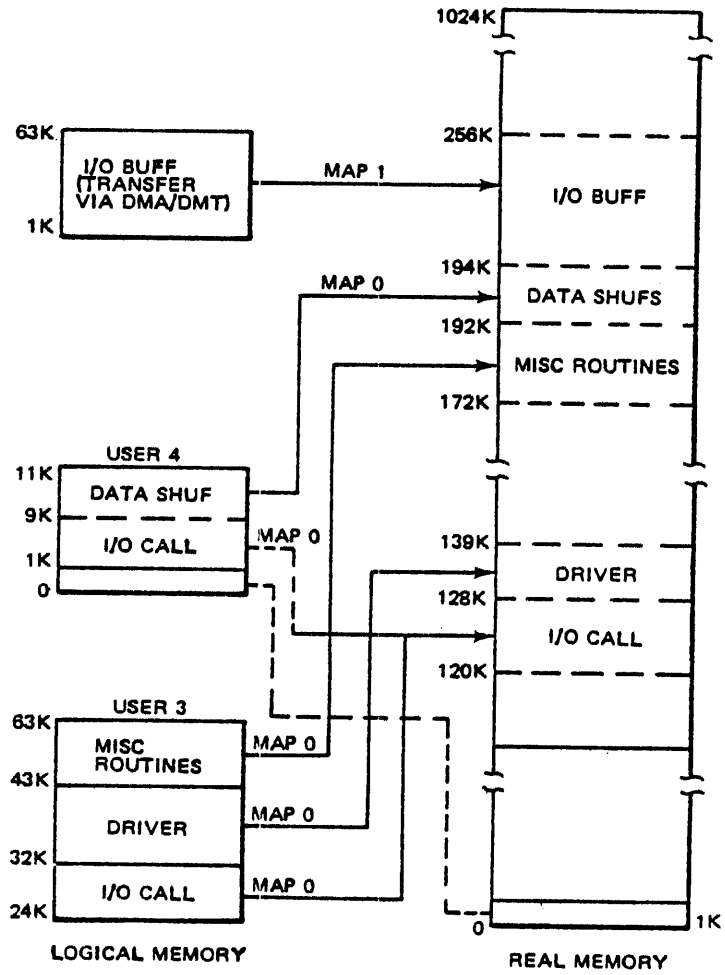 1024K
63K
I/O BUFF
(TRANSFER
VIA DMA/DMT)
1K
MAP 1
256K
I/O BUFF
194K
MAP 0
DATA SHUFS
192K
MISC ROUTINES
172K
USER 4
11K
DATA SHUF
9K
I/O CALL
MAP 0
1K
0
139K
DRIVER
128K
I/O CALL
120K
USER 3
63K
MISC
ROUTINES
MAP 0
43K
DRIVER
MAP 0
32K
I/O CALL
MAP 0
24K
0
1K
LOGICAL MEMORY
REAL MEMORY